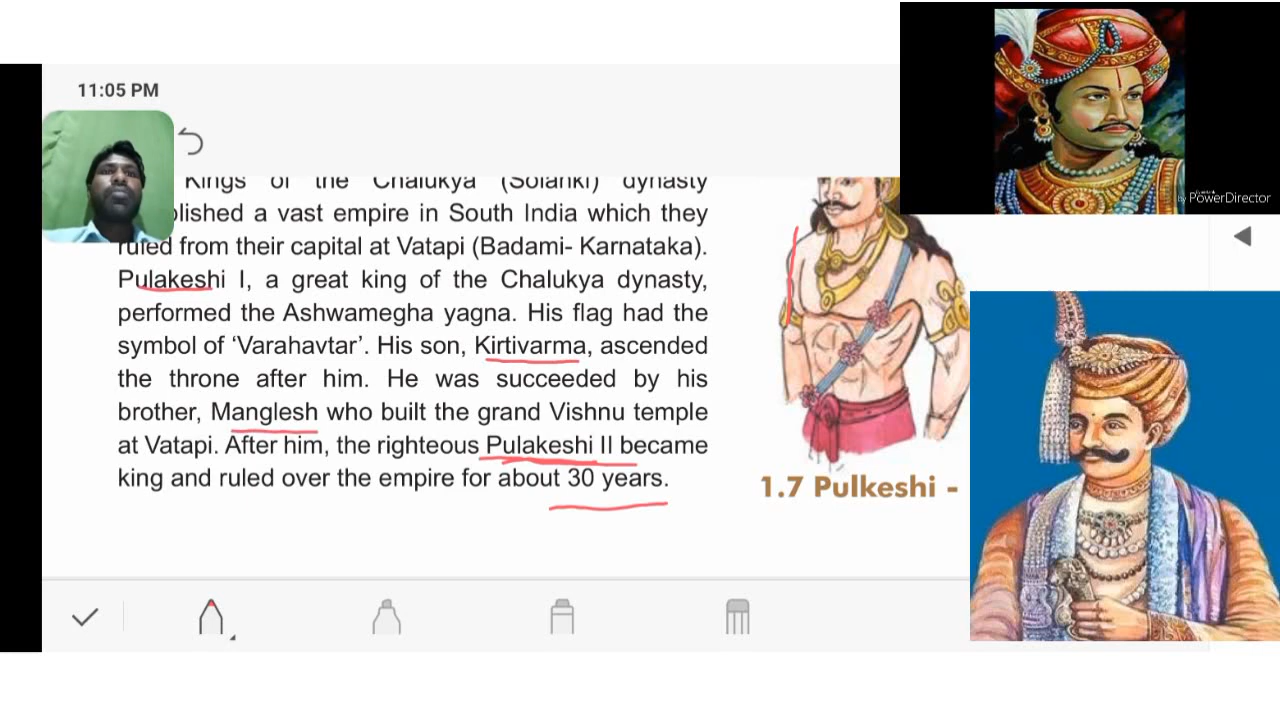 11:05 PM
Kings of the Chalukya (Solanki) dynasty
blished a vast empire in South India which they
ruled from their capital at Vatapi (Badami- Karnataka).
Pulakeshi I, a great king of the Chalukya dynasty,
performed the Ashwamegha yagna. His flag had the
symbol of ‘Varahavtar’. His son, Kirtivarma, ascended
the throne after him. He was succeeded by his
brother, Manglesh who built the grand Vishnu temple
at Vatapi. After him, the righteous Pulakeshi II became
king and ruled over the empire for about 30 years.
1.7 Pulkeshi -
by PowerDirector